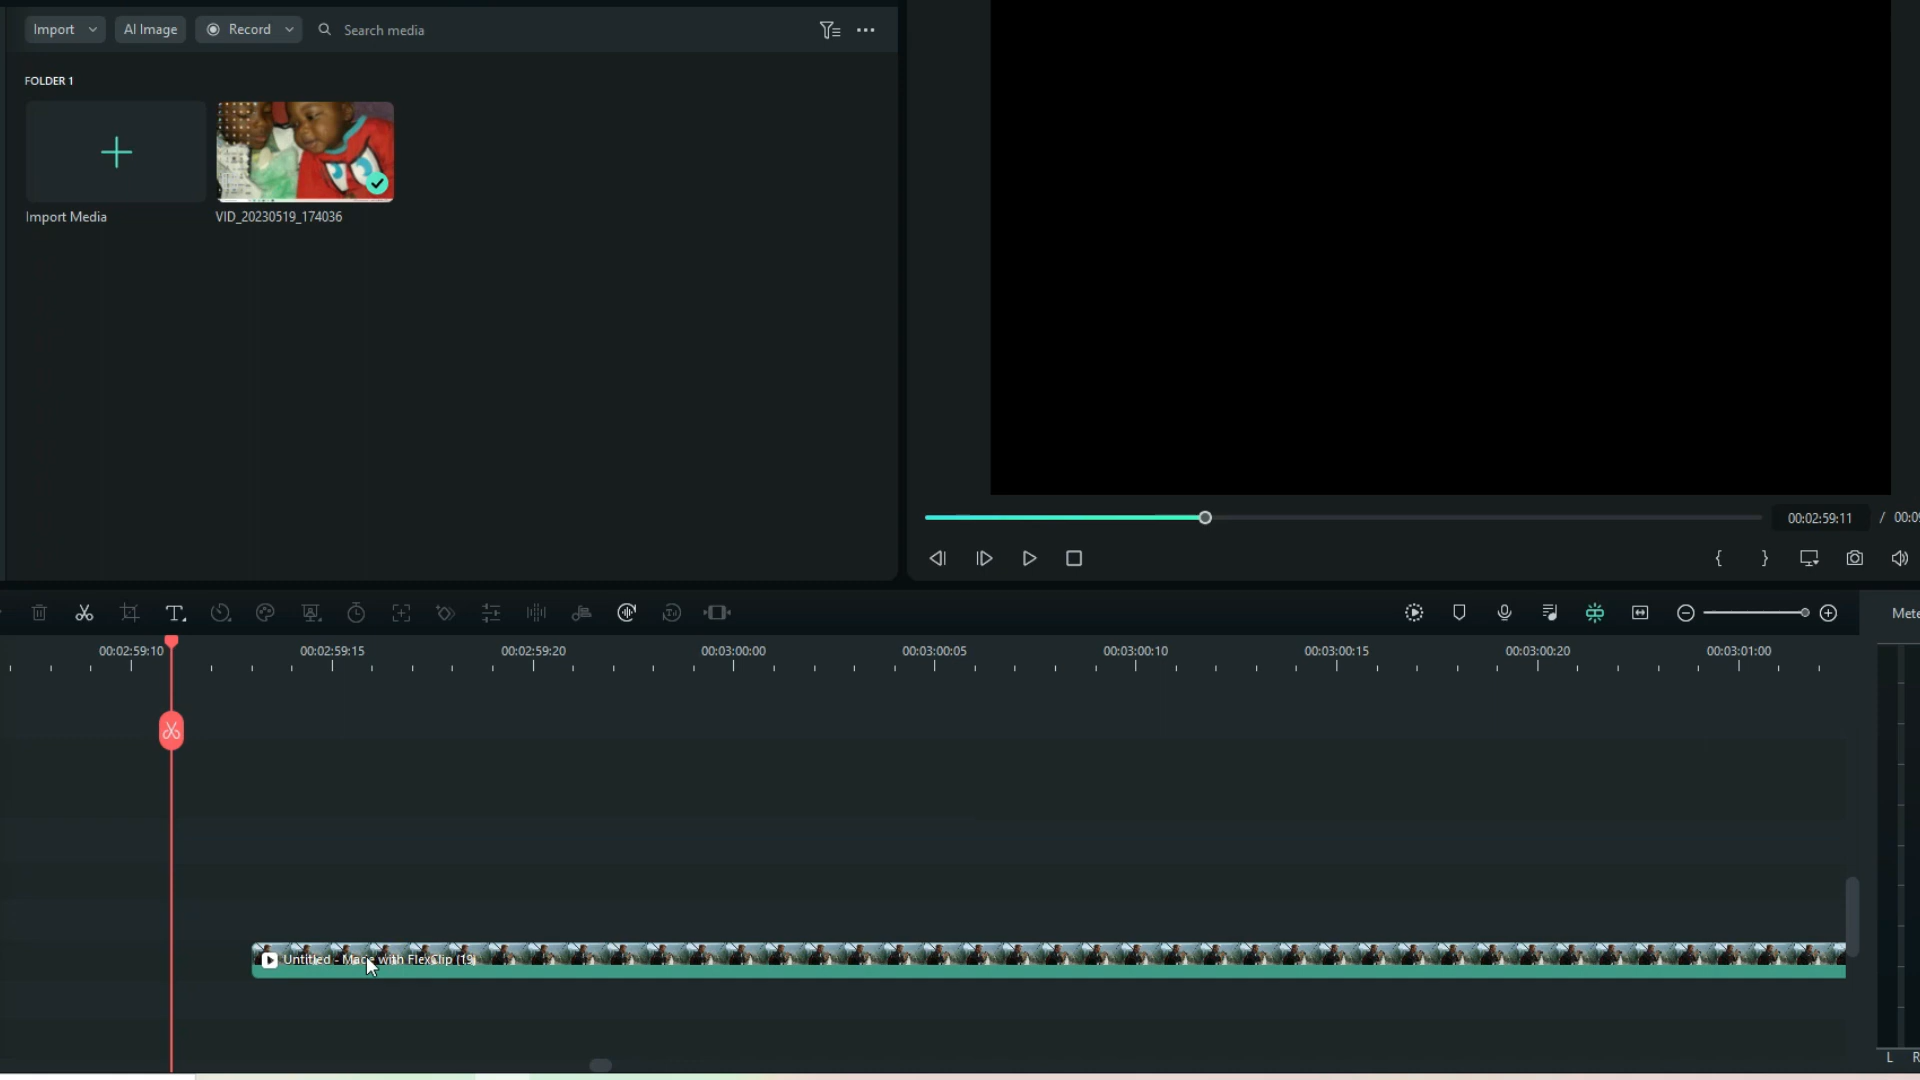 Import
AI Image
Record
Search media
FOLDER 1
Import Media
VID_20230519_174036
00:02:59:11
/ 00:0
Mete
00:02:59:10
00:02:59:15
00:02:59:20
00:03:00:00
00:03:00:05
00:03:00:10
00:03:00:15
00:03:00:20
00:03:01:00
Untitled - Made with FlexClip (19)
L R